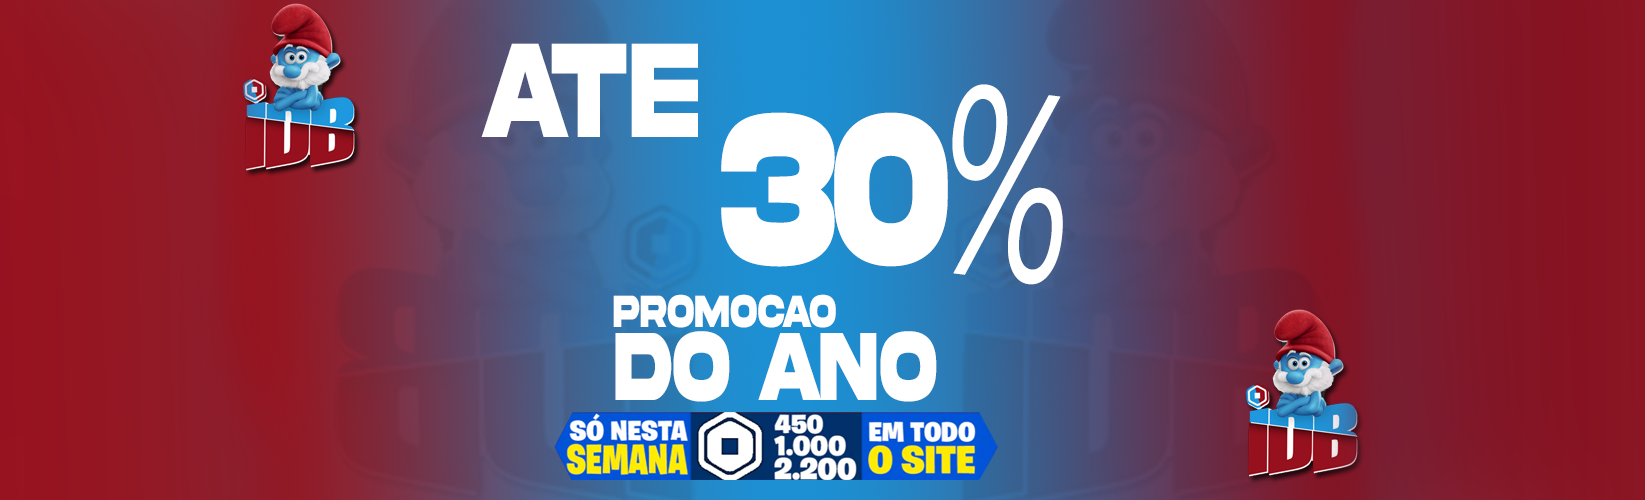 iDB
ATE
30%
PROMOCAO
DO ANO
SÓ NESTA
SEMANA
450
1.000
2.200
EM TODO
O SITE
iDB